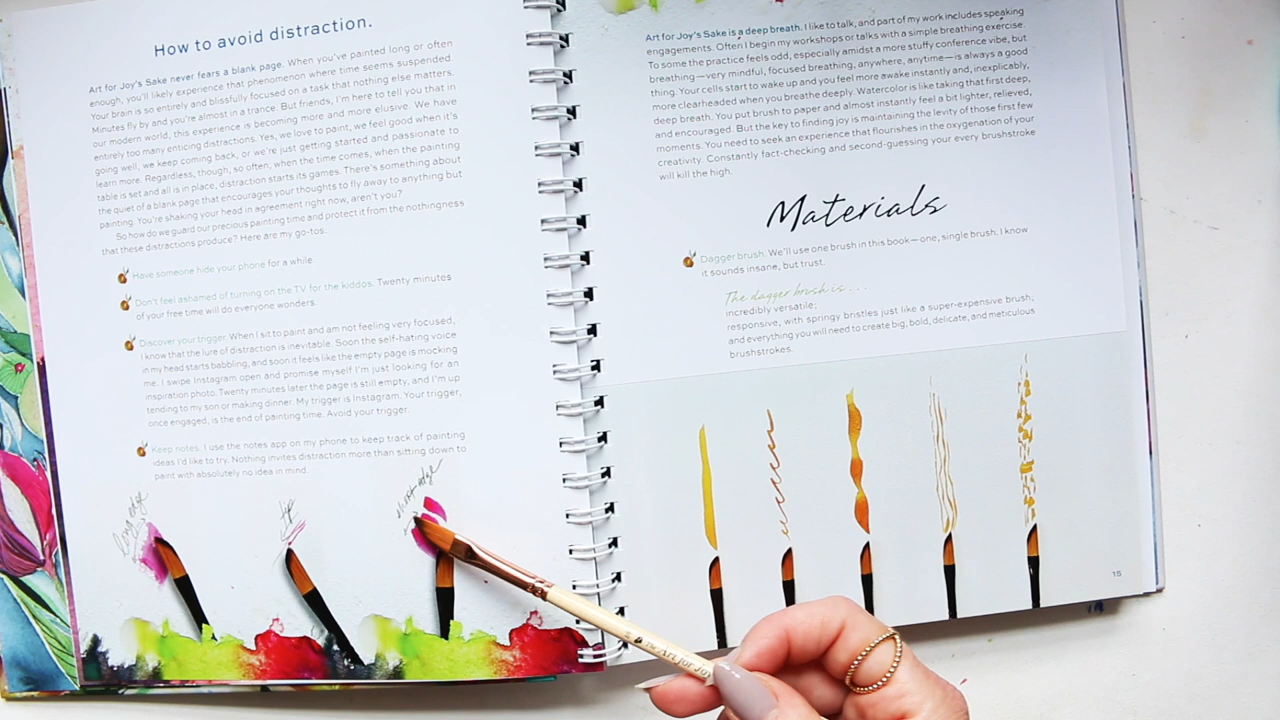 How to avoid distraction.
Art for Joy's Sake never fears a blank page. When you've painted long or often
enough, you'll likely experience that phenomenon where time seems suspended.
Your brain is so entirely and blissfully focused on a task that nothing else matters.
Minutes fly by and you're almost in a trance. But friends, I'm here to tell you that in
our modern world, this experience is becoming more and more elusive. We have
entirely too many enticing distractions. Yes, we love to paint, we feel good when it's
going well, we keep coming back, or we're just getting started and passionate to
learn more. Regardless, though, so often, when the time comes, when the painting
table is set and all is in place, distraction starts its games. There's something about
the quiet of a blank page that encourages your thoughts to fly away to anything but
painting. You're shaking your head in agreement right now, aren't you?
So how do we guard our precious painting time and protect it from the nothingness
that these distractions produce? Here are my go-tos.
Have someone hide your phone for a while.
Don't feel ashamed of turning on the TV for the kiddos. Twenty minutes
of your free time will do everyone wonders.
Discover your trigger. When I sit to paint and am not feeling very focused,
I know that the lure of distraction is inevitable. Soon the self-hating voice
in my head starts babbling, and soon it feels like the empty page is mocking
me. I swipe Instagram open and promise myself I'm just looking for an
inspiration photo. Twenty minutes later the page is still empty, and I'm up
tending to my son or making dinner. My trigger is Instagram. Your trigger,
once engaged, is the end of painting time. Avoid your trigger.
Keep notes. I use the notes app on my phone to keep track of painting
ideas I'd like to try. Nothing invites distraction more than sitting down to
paint with absolutely no idea in mind.
long edge
tip
short edge
Art for Joy's Sake is a deep breath. I like to talk, and part of my work includes speaking
engagements. Often I begin my workshops or talks with a simple breathing exercise.
To some the practice feels odd, especially amidst a more stuffy conference vibe, but
breathing—very mindful, focused breathing, anywhere, anytime—is always a good
thing. Your cells start to wake up and you feel more awake instantly and, inexplicably,
more clearheaded when you breathe deeply. Watercolor is like taking that first deep,
deep breath. You put brush to paper and almost instantly feel a bit lighter, relieved,
and encouraged. But the key to finding joy is maintaining the levity of those first few
moments. You need to seek an experience that flourishes in the oxygenation of your
creativity. Constantly fact-checking and second-guessing your every brushstroke
will kill the high.
Materials
Dagger brush. We'll use one brush in this book—one, single brush. I know
it sounds insane, but trust.
The dagger brush is . . .
incredibly versatile;
responsive, with springy bristles just like a super-expensive brush;
and everything you will need to create big, bold, delicate, and meticulous
brushstrokes.
15
The Art for Joy